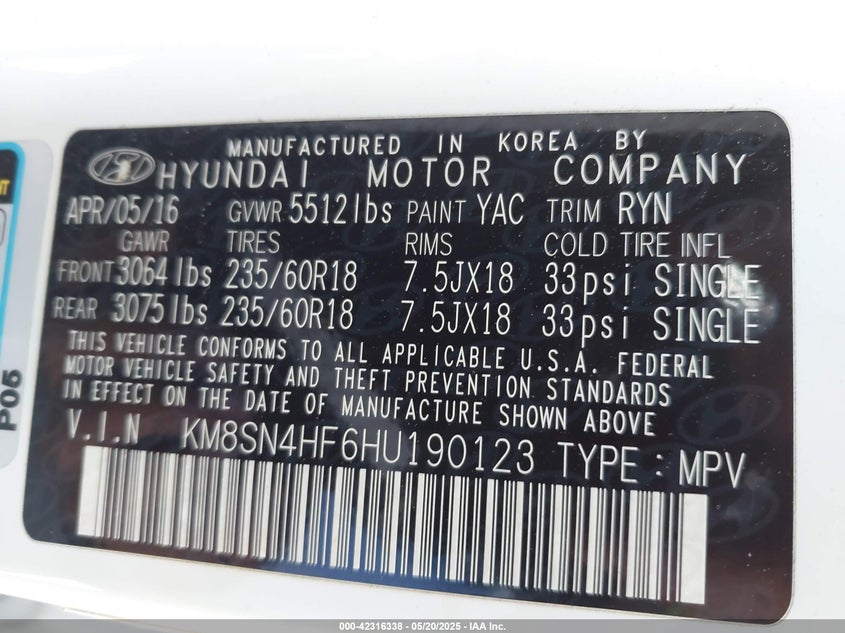 MANUFACTURED IN KOREA BY
HYUNDAI MOTOR COMPANY
APR/05/16 GVWR 5512lbs PAINT YAC TRIM RYN
GAWR TIRES RIMS COLD TIRE INFL
FRONT 3064lbs 235/60R18 7.5JX18 33psi SINGLE
REAR 3075lbs 235/60R18 7.5JX18 33psi SINGLE
THIS VEHICLE CONFORMS TO ALL APPLICABLE U.S.A. FEDERAL
MOTOR VEHICLE SAFETY AND THEFT PREVENTION STANDARDS
IN EFFECT ON THE DATE OF MANUFACTURE SHOWN ABOVE
V.I.N KM8SN4HF6HU190123 TYPE : MPV
P05
000-42316338 - 05/20/2025 - IAA Inc.